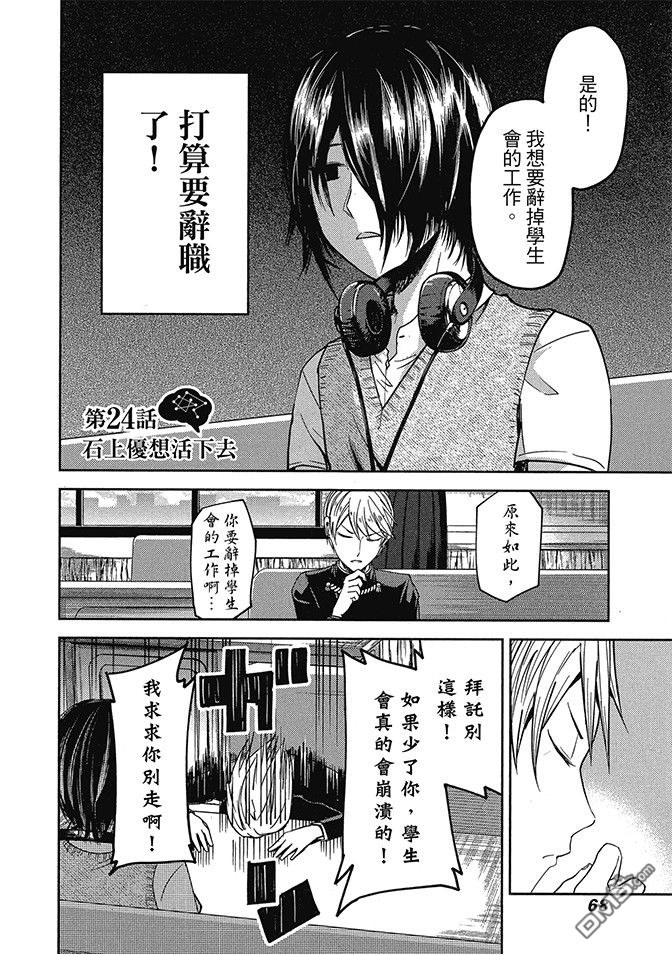 是的！
我想要辭掉學生
會的工作。
打算要辭職
了！
第24話
石上優想活下去
原來如此，
你要辭掉學生
會的工作啊…
拜託別
這樣！
如果少了你，學生
會真的會崩潰的！
我求求你別走啊！
68
DM5.com